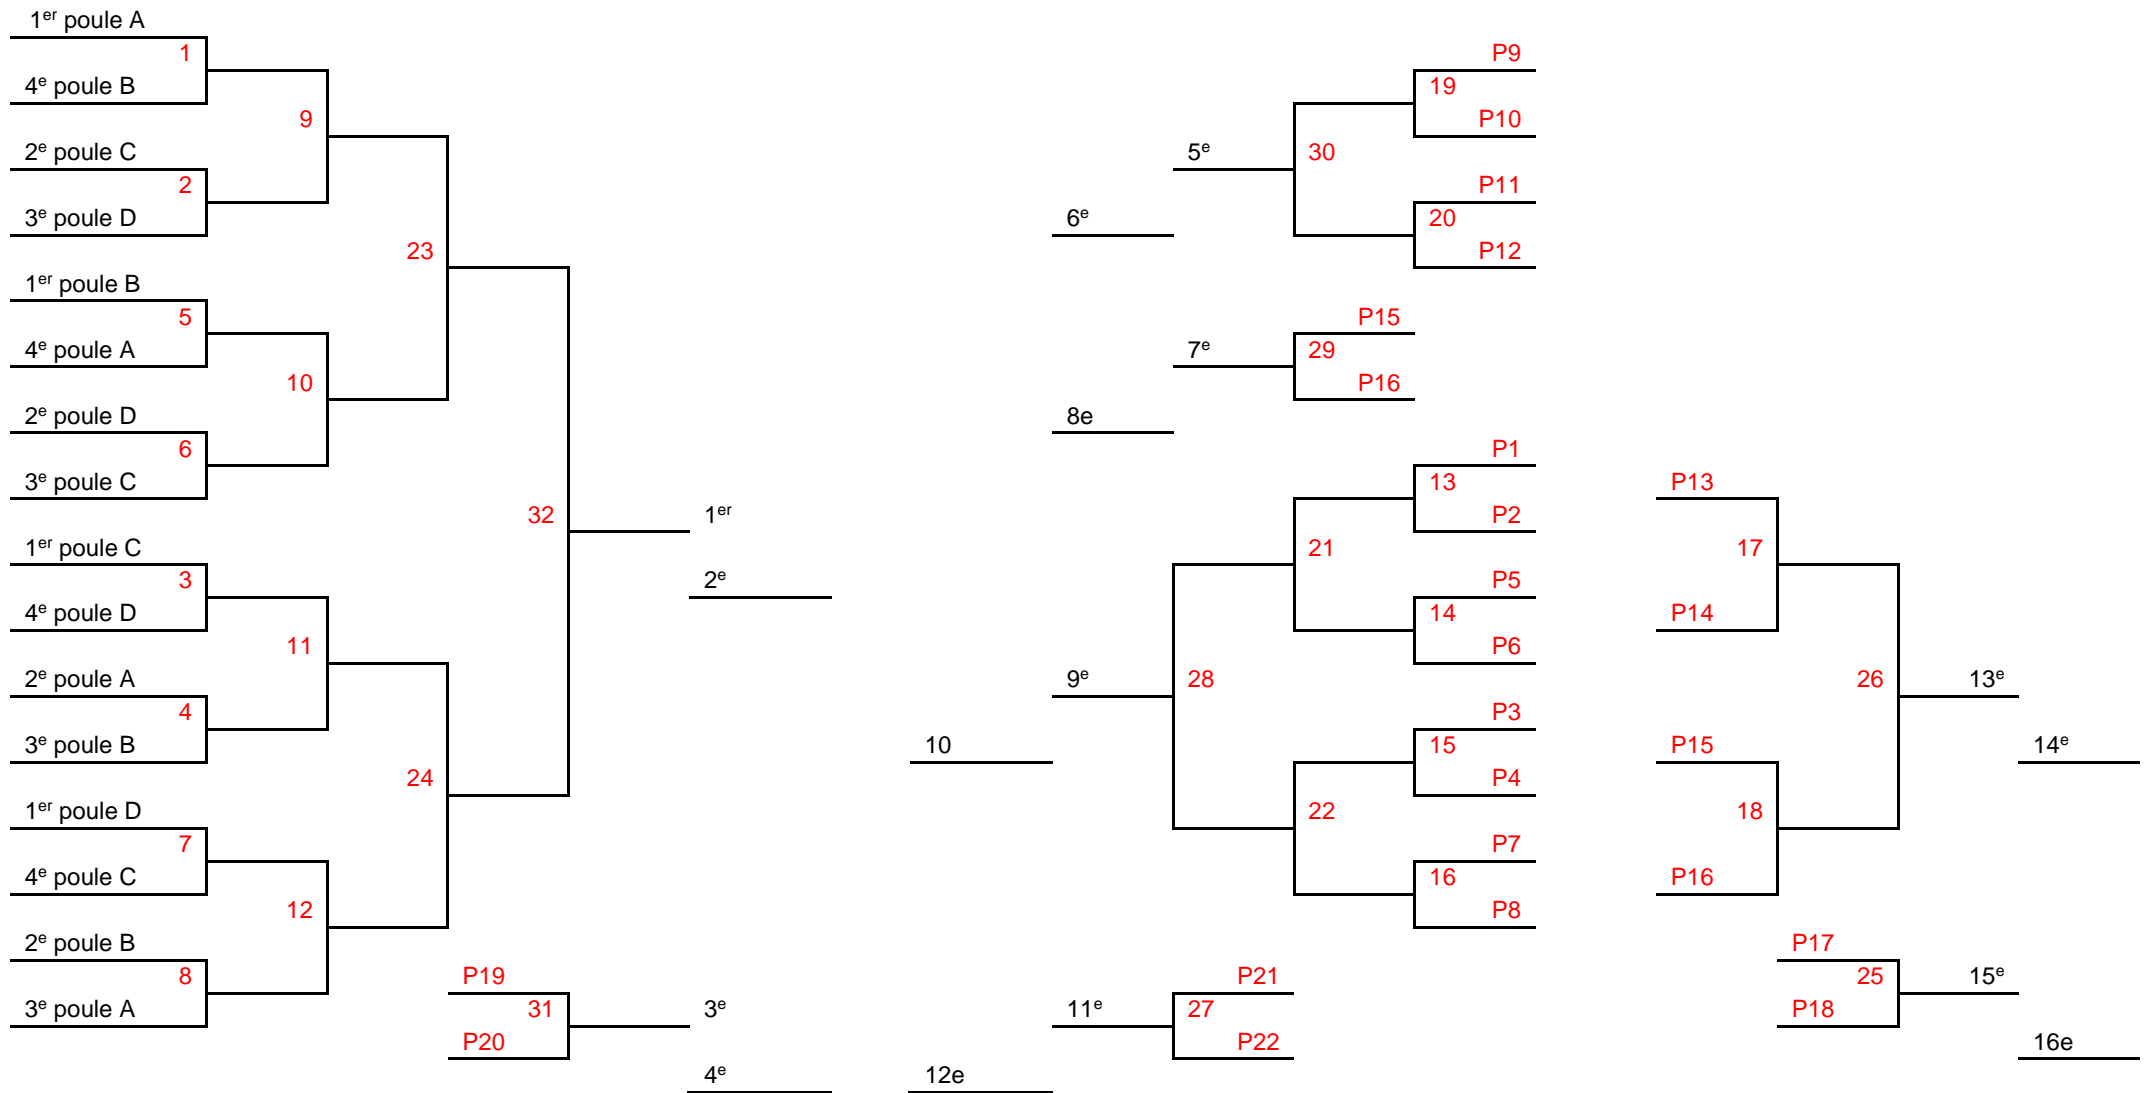 1er poule A
1
4e poule B
9
2e poule C
2
3e poule D
23
1er poule B
5
4e poule A
10
2e poule D
6
3e poule C
32
1er
2e
1er poule C
3
4e poule D
11
2e poule A
4
3e poule B
24
1er poule D
7
4e poule C
12
2e poule B
8
3e poule A
P19
31
P20
3e
4e
P9
19
P10
5e
30
P11
6e
20
P12
P15
7e
29
P16
8e
P1
13
P2
21
P5
14
P6
9e
28
P3
10
15
P4
22
P7
16
P8
P21
11e
27
P22
12e
P13
17
P14
26
13e
P15
14e
18
P16
P17
25
15e
P18
16e